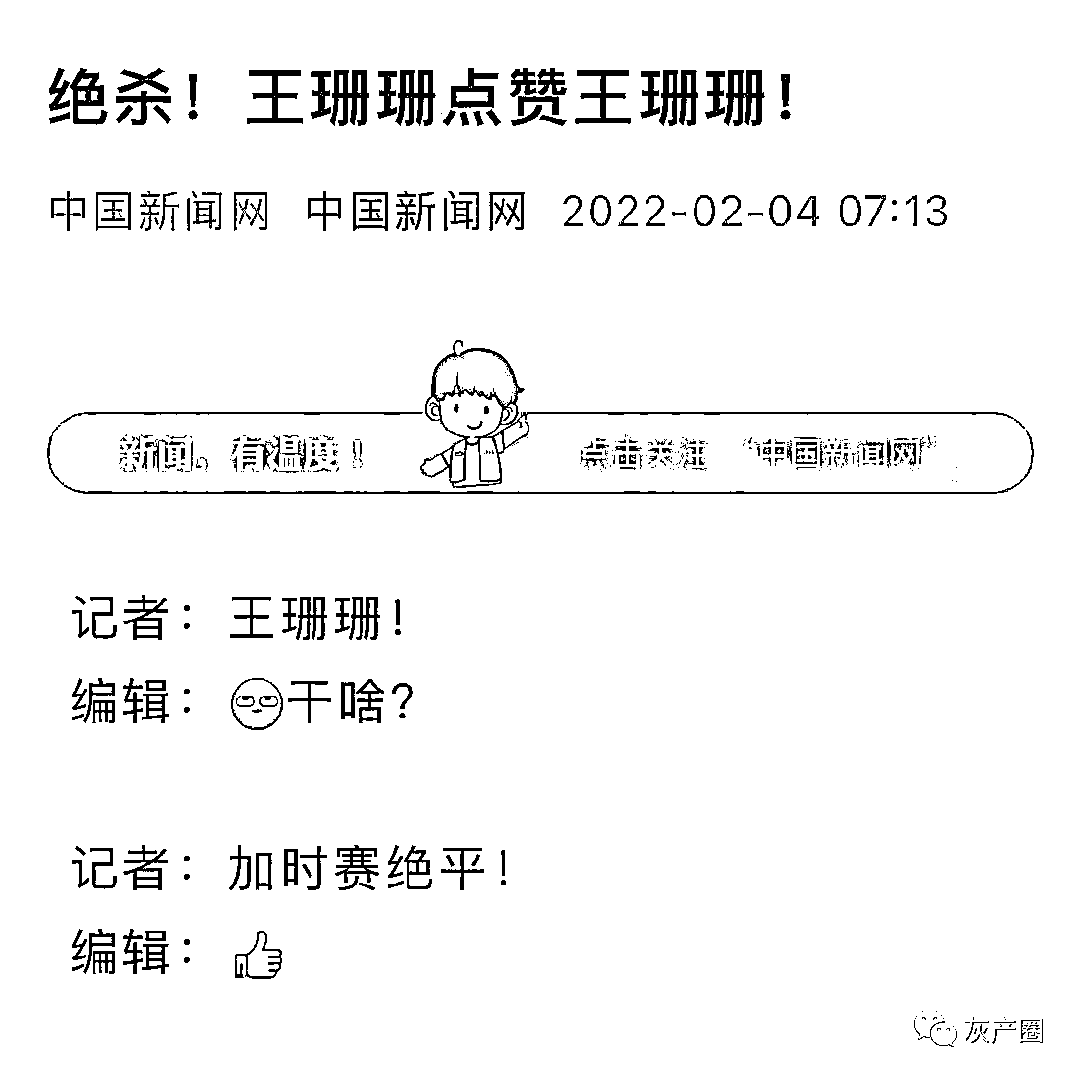 绝杀！王珊珊点赞王珊珊！
中国新闻网 中国新闻网 2022-02-04 07:13
新闻，有温度！ 点击关注 “中国新闻网”
记者：王珊珊！
编辑：🙄干啥？
记者：加时赛绝平！
编辑：👍
灰产圈